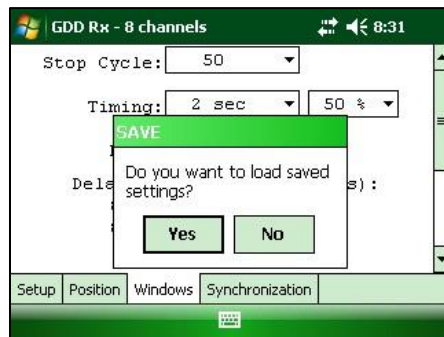 GDD Rx - 8 channels 8:31
Stop Cycle: 50
Timing: 2 sec 50 %
SAVE
Do you want to load saved
settings?
Dela s):
Yes No
Setup Position Windows Synchronization